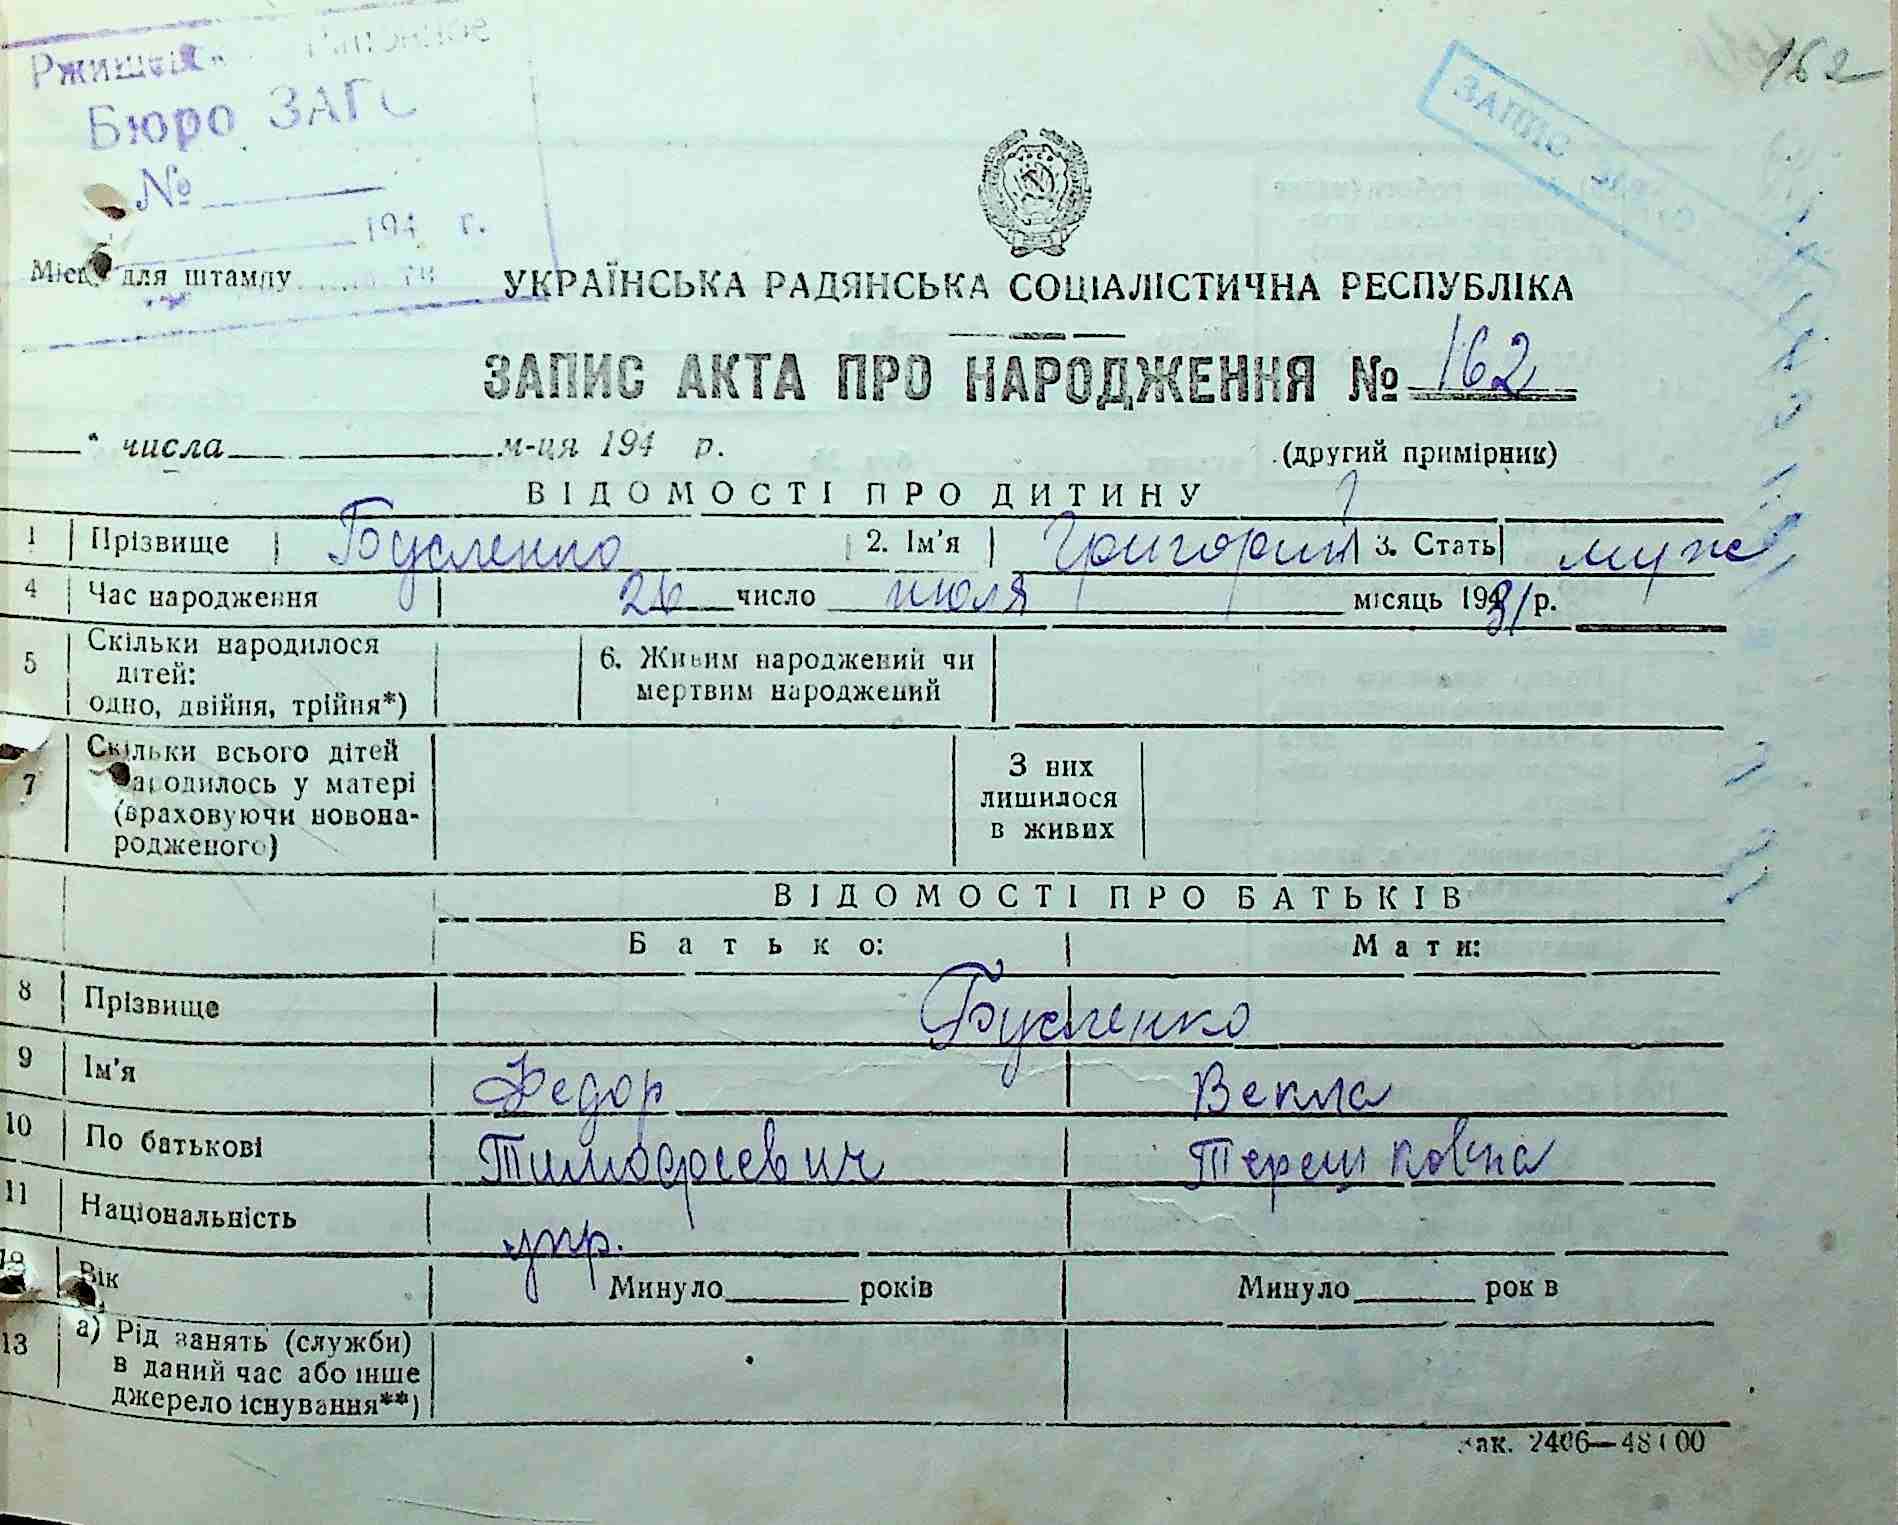 162
Бюро ЗАГС
№
194 г.
ЗАПИС
Місце для штампу
УКРАЇНСЬКА РАДЯНСЬКА СОЦІАЛІСТИЧНА РЕСПУБЛІКА
ЗАПИС АКТА ПРО НАРОДЖЕННЯ № 162
числа м-ця 194 р.
(другий примірник)
ВІДОМОСТІ ПРО ДИТИНУ
1 Прізвище Бусленко 2. Ім'я Григорий 3. Стать муж
4 Час народження 26 число июля місяць 1931 р.
5 Скільки народилося дітей: одно, двійня, трійня*) 6. Живим народжений чи мертвим народжений
7 Скільки всього дітей народилось у матері (враховуючи новонародженого) З них лишилося в живих
ВІДОМОСТІ ПРО БАТЬКІВ
Батько: Мати:
8 Прізвище Бусленко
9 Ім'я Федор Векла
10 По батькові Тимофеевич Терешковна
11 Національність укр.
12 Вік Минуло років Минуло рок в
13 а) Рід занять (служби) в даний час або інше джерело існування**)
Зак. 2406—48